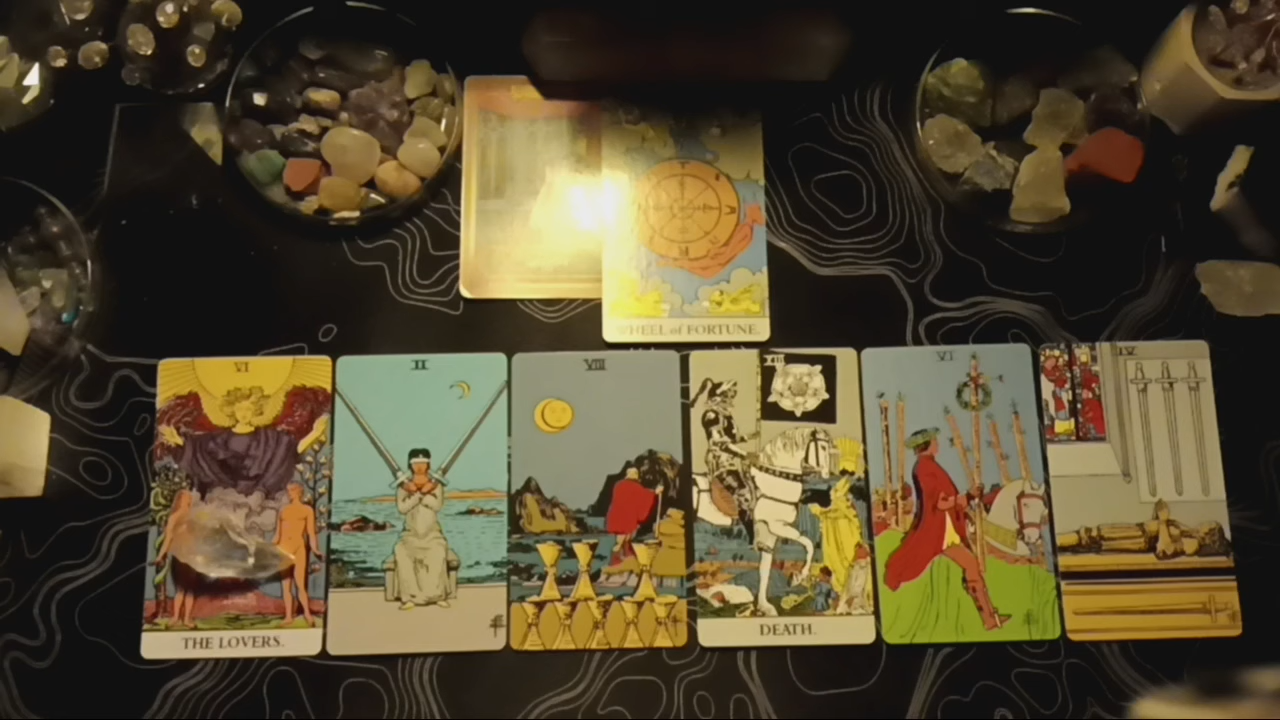 WHEEL of FORTUNE.
VI
THE LOVERS.
II
VIII
XIII
DEATH.
VI
IV